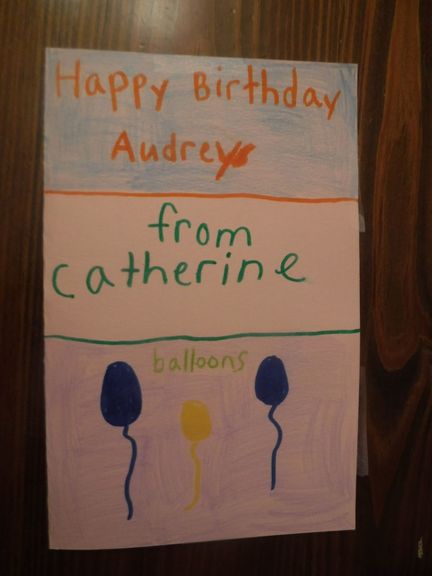 Happy Birthday
Audrey
from
catherine
balloons